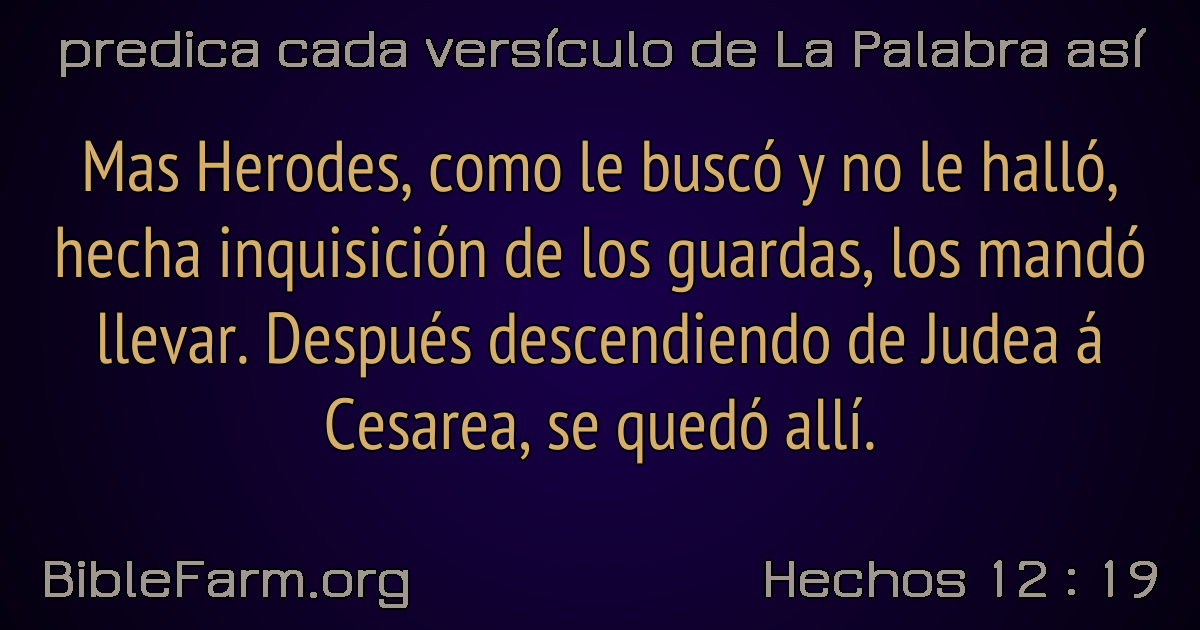 predica cada versículo de La Palabra así
Mas Herodes, como le buscó y no le halló,
hecha inquisición de los guardas, los mandó
llevar. Después descendiendo de Judea á
Cesarea, se quedó allí.
BibleFarm.org
Hechos 12 : 19